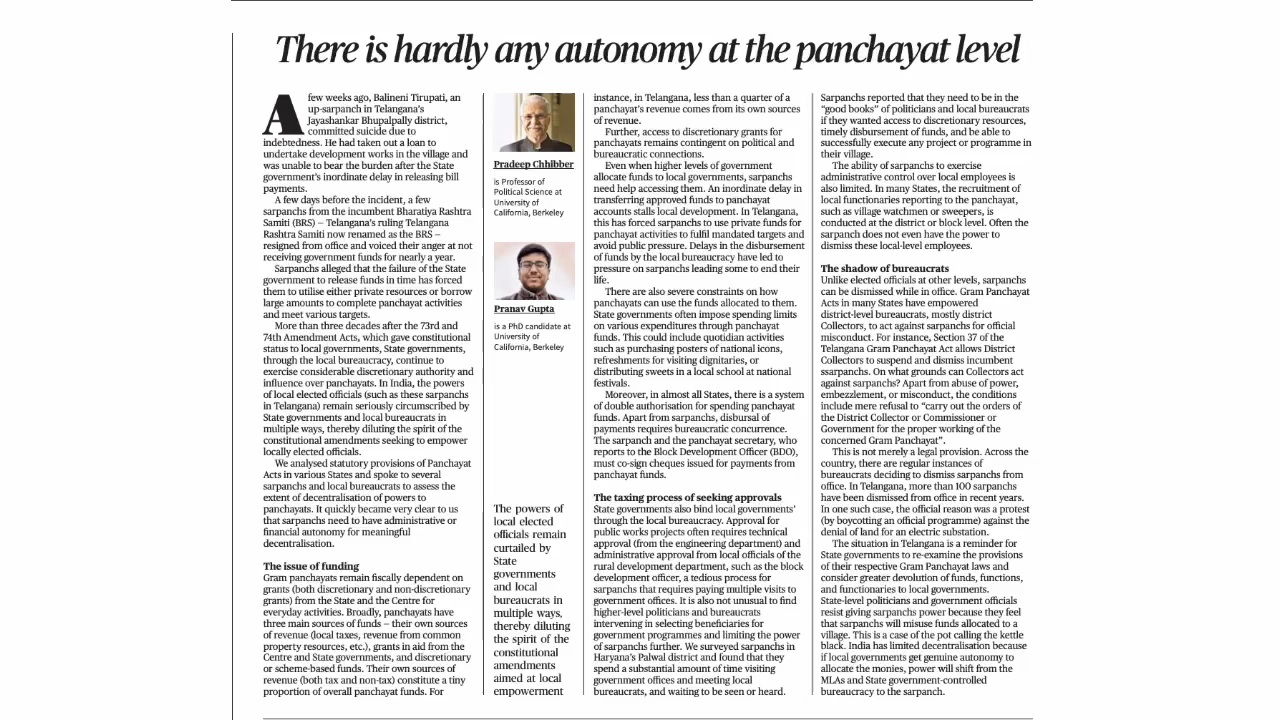 There is hardly any autonomy at the panchayat level
A few weeks ago, Balineni Tirupati, an
up-sarpanch in Telangana's
Jayashankar Bhupalpally district,
committed suicide due to
indebtedness. He had taken out a loan to
undertake development works in the village and
was unable to bear the burden after the State
government's inordinate delay in releasing bill
payments.
A few days before the incident, a few
sarpanchs from the incumbent Bharatiya Rashtra
Samiti (BRS) — Telangana's ruling Telangana
Rashtra Samiti now renamed as the BRS —
resigned from office and voiced their anger at not
receiving government funds for nearly a year.
Sarpanchs alleged that the failure of the State
government to release funds in time has forced
them to utilise either private resources or borrow
large amounts to complete panchayat activities
and meet various targets.
More than three decades after the 73rd and
74th Amendment Acts, which gave constitutional
status to local governments, State governments,
through the local bureaucracy, continue to
exercise considerable discretionary authority and
influence over panchayats. In India, the powers
of local elected officials (such as these sarpanchs
in Telangana) remain seriously circumscribed by
State governments and local bureaucrats in
multiple ways, thereby diluting the spirit of the
constitutional amendments seeking to empower
locally elected officials.
We analysed statutory provisions of Panchayat
Acts in various States and spoke to several
sarpanchs and local bureaucrats to assess the
extent of decentralisation of powers to
panchayats. It quickly became very clear to us
that sarpanchs need to have administrative or
financial autonomy for meaningful
decentralisation.
The issue of funding
Gram panchayats remain fiscally dependent on
grants (both discretionary and non-discretionary
grants) from the State and the Centre for
everyday activities. Broadly, panchayats have
three main sources of funds — their own sources
of revenue (local taxes, revenue from common
property resources, etc.), grants in aid from the
Centre and State governments, and discretionary
or scheme-based funds. Their own sources of
revenue (both tax and non-tax) constitute a tiny
proportion of overall panchayat funds. For
Pradeep Chhibber
is Professor of
Political Science at
University of
California, Berkeley
Pranav Gupta
is a PhD candidate at
University of
California, Berkeley
The powers of
local elected
officials remain
curtailed by
State
governments
and local
bureaucrats in
multiple ways,
thereby diluting
the spirit of the
constitutional
amendments
aimed at local
empowerment
instance, in Telangana, less than a quarter of a
panchayat's revenue comes from its own sources
of revenue.
Further, access to discretionary grants for
panchayats remains contingent on political and
bureaucratic connections.
Even when higher levels of government
allocate funds to local governments, sarpanchs
need help accessing them. An inordinate delay in
transferring approved funds to panchayat
accounts stalls local development. In Telangana,
this has forced sarpanchs to use private funds for
panchayat activities to fulfil mandated targets and
avoid public pressure. Delays in the disbursement
of funds by the local bureaucracy have led to
pressure on sarpanchs leading some to end their
life.
There are also severe constraints on how
panchayats can use the funds allocated to them.
State governments often impose spending limits
on various expenditures through panchayat
funds. This could include quotidian activities
such as purchasing posters of national icons,
refreshments for visiting dignitaries, or
distributing sweets in a local school at national
festivals.
Moreover, in almost all States, there is a system
of double authorisation for spending panchayat
funds. Apart from sarpanchs, disbursal of
payments requires bureaucratic concurrence.
The sarpanch and the panchayat secretary, who
reports to the Block Development Officer (BDO),
must co-sign cheques issued for payments from
panchayat funds.
The taxing process of seeking approvals
State governments also bind local governments'
through the local bureaucracy. Approval for
public works projects often requires technical
approval (from the engineering department) and
administrative approval from local officials of the
rural development department, such as the block
development officer, a tedious process for
sarpanchs that requires paying multiple visits to
government offices. It is also not unusual to find
higher-level politicians and bureaucrats
intervening in selecting beneficiaries for
government programmes and limiting the power
of sarpanchs further. We surveyed sarpanchs in
Haryana's Palwal district and found that they
spend a substantial amount of time visiting
government offices and meeting local
bureaucrats, and waiting to be seen or heard.
Sarpanchs reported that they need to be in the
“good books” of politicians and local bureaucrats
if they wanted access to discretionary resources,
timely disbursement of funds, and be able to
successfully execute any project or programme in
their village.
The ability of sarpanchs to exercise
administrative control over local employees is
also limited. In many States, the recruitment of
local functionaries reporting to the panchayat,
such as village watchmen or sweepers, is
conducted at the district or block level. Often the
sarpanch does not even have the power to
dismiss these local-level employees.
The shadow of bureaucrats
Unlike elected officials at other levels, sarpanchs
can be dismissed while in office. Gram Panchayat
Acts in many States have empowered
district-level bureaucrats, mostly district
Collectors, to act against sarpanchs for official
misconduct. For instance, Section 37 of the
Telangana Gram Panchayat Act allows District
Collectors to suspend and dismiss incumbent
ssarpanchs. On what grounds can Collectors act
against sarpanchs? Apart from abuse of power,
embezzlement, or misconduct, the conditions
include mere refusal to “carry out the orders of
the District Collector or Commissioner or
Government for the proper working of the
concerned Gram Panchayat”.
This is not merely a legal provision. Across the
country, there are regular instances of
bureaucrats deciding to dismiss sarpanchs from
office. In Telangana, more than 100 sarpanchs
have been dismissed from office in recent years.
In one such case, the official reason was a protest
(by boycotting an official programme) against the
denial of land for an electric substation.
The situation in Telangana is a reminder for
State governments to re-examine the provisions
of their respective Gram Panchayat laws and
consider greater devolution of funds, functions,
and functionaries to local governments.
State-level politicians and government officials
resist giving sarpanchs power because they feel
that sarpanchs will misuse funds allocated to a
village. This is a case of the pot calling the kettle
black. India has limited decentralisation because
if local governments get genuine autonomy to
allocate the monies, power will shift from the
MLAs and State government-controlled
bureaucracy to the sarpanch.